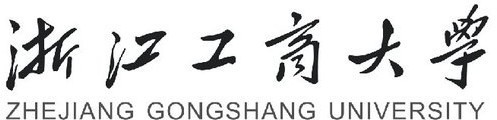 浙江工商大學
ZHEJIANG GONGSHANG UNIVERSITY